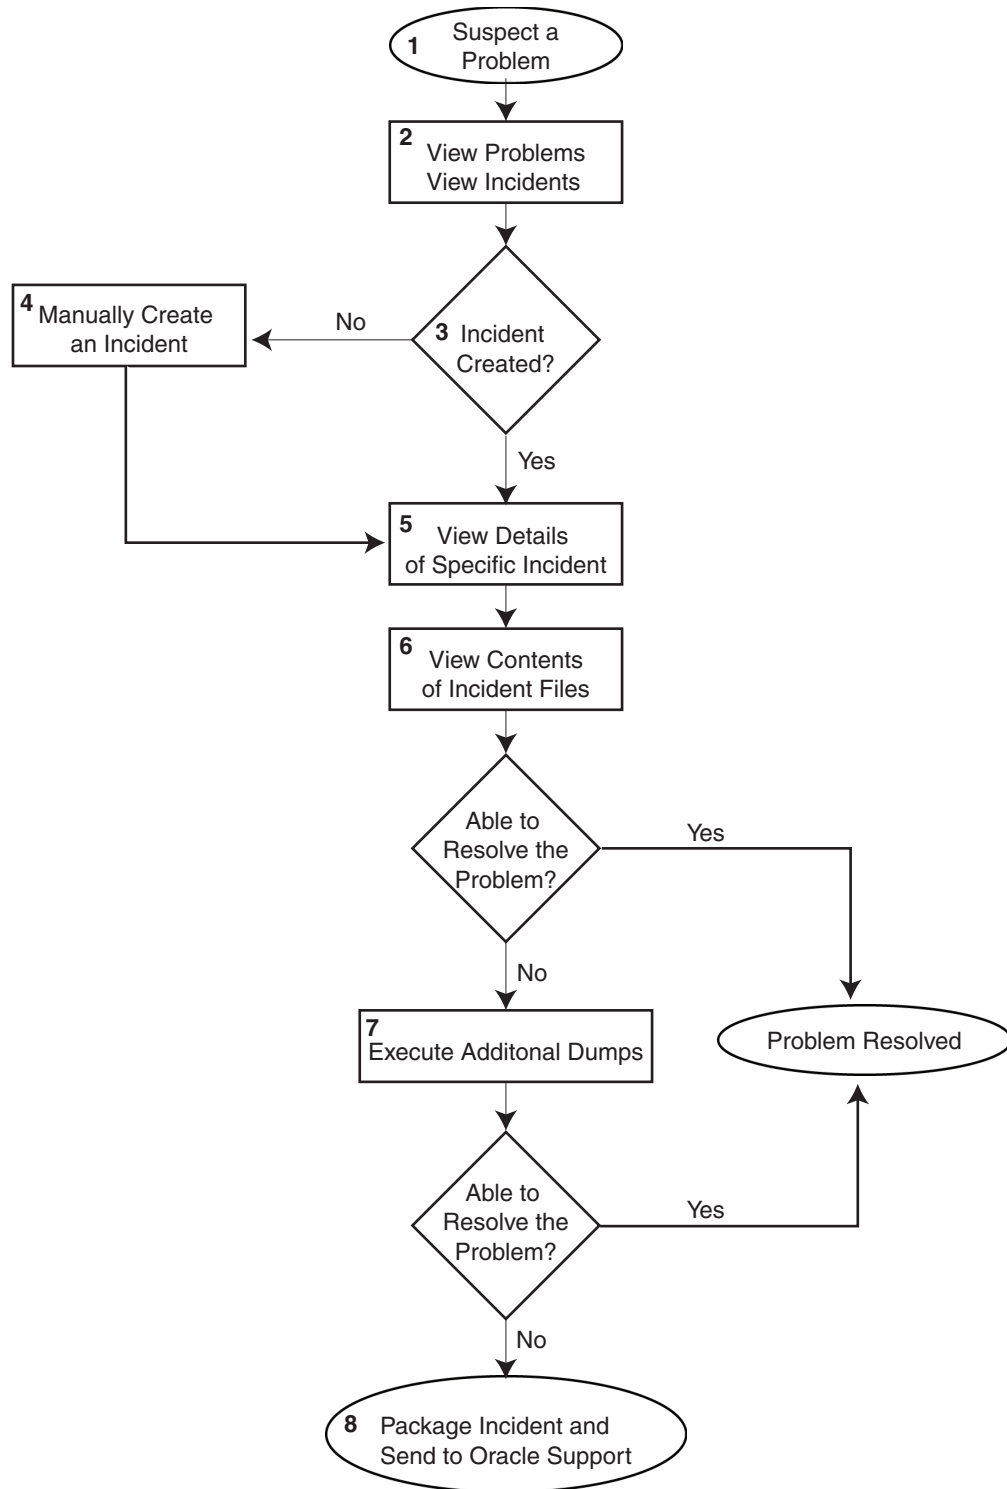 1 Suspect a
Problem
2
View Problems
View Incidents
4
Manually Create
an Incident
No
3 Incident
Created?
Yes
5
View Details
of Specific Incident
6
View Contents
of Incident Files
Able to
Resolve the
Problem?
Yes
No
7
Execute Additonal Dumps
Problem Resolved
Able to
Resolve the
Problem?
Yes
No
8 Package Incident and
Send to Oracle Support